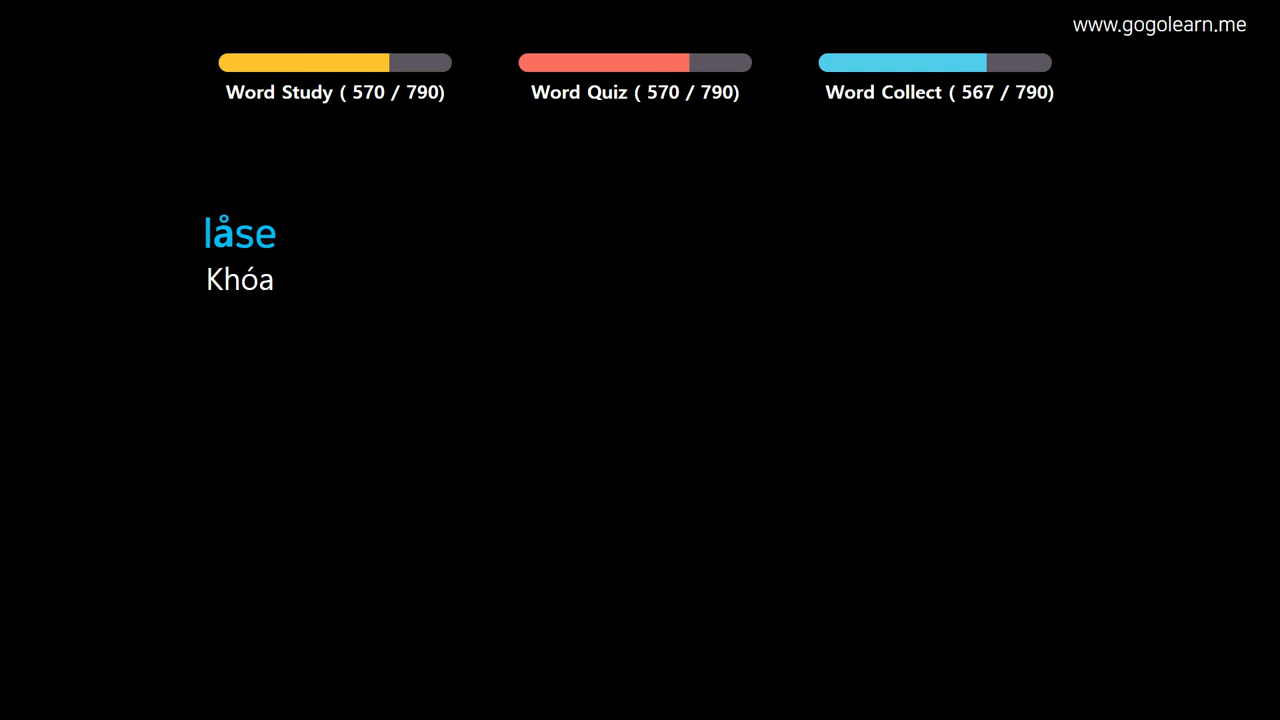 www.gogolearn.me
Word Study ( 570 / 790)
Word Quiz ( 570 / 790)
Word Collect ( 567 / 790)
låse
Khóa